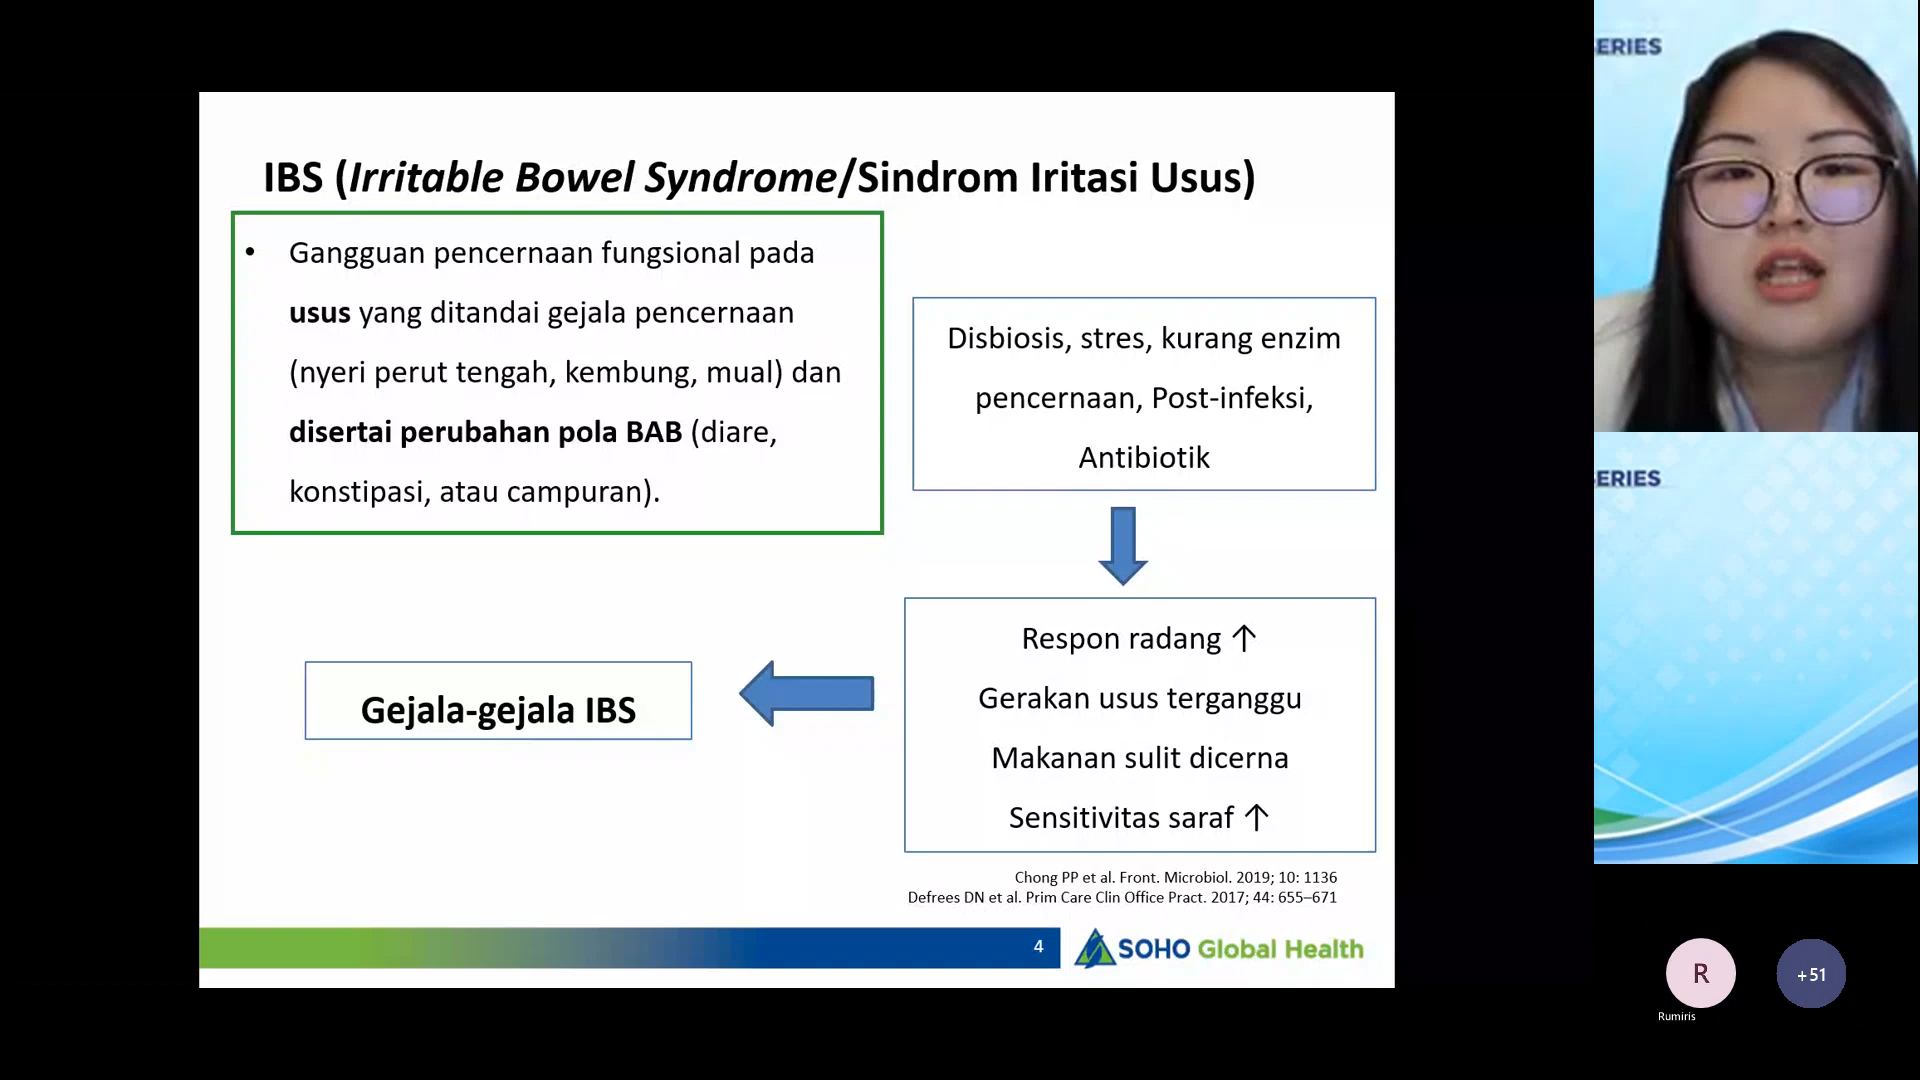 IBS (Irritable Bowel Syndrome/Sindrom Iritasi Usus)
• Gangguan pencernaan fungsional pada
usus yang ditandai gejala pencernaan
(nyeri perut tengah, kembung, mual) dan
disertai perubahan pola BAB (diare,
konstipasi, atau campuran).
Disbiosis, stres, kurang enzim
pencernaan, Post-infeksi,
Antibiotik
Respon radang ↑
Gerakan usus terganggu
Makanan sulit dicerna
Sensitivitas saraf ↑
Gejala-gejala IBS
Chong PP et al. Front. Microbiol. 2019; 10: 1136
Defrees DN et al. Prim Care Clin Office Pract. 2017; 44: 655–671
4
SOHO Global Health
ERIES
ERIES
R
+51
Rumiris